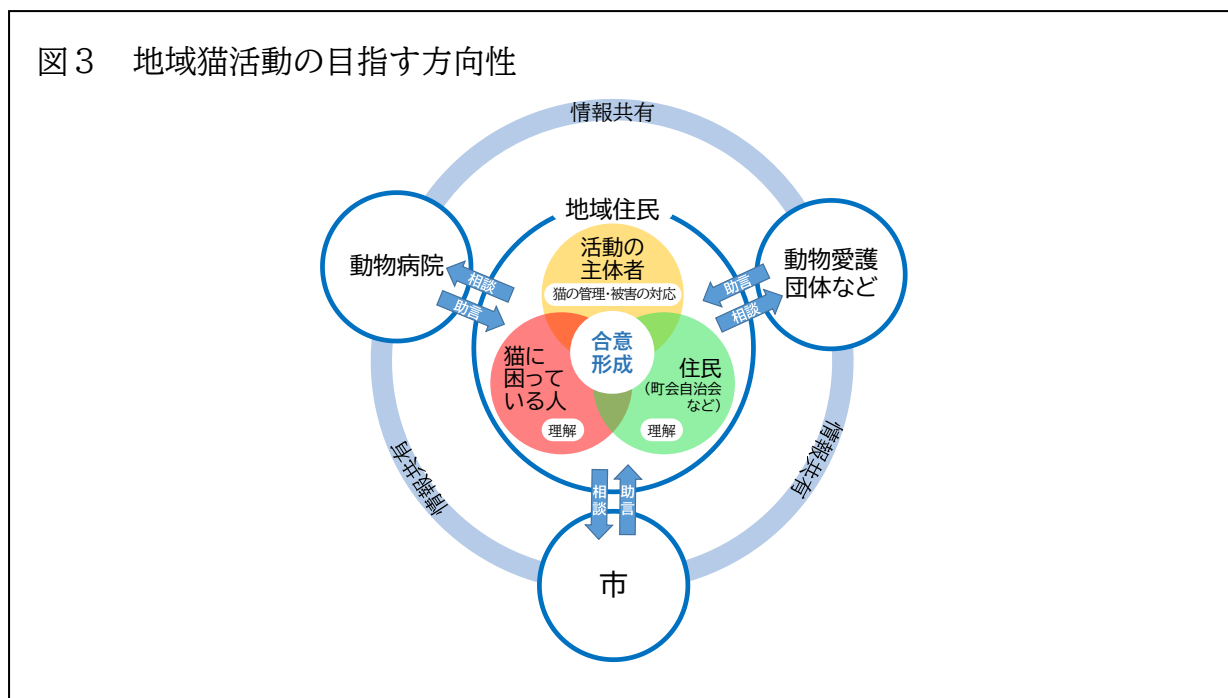 図３　地域猫活動の目指す方向性
情報共有
地域住民
活動の
主体者
猫の管理・被害の対応
動物病院
相談
助言
動物愛護
団体など
助言
相談
合意
形成
猫に
困って
いる人
理解
住民
（町会自治会
など）
理解
情報共有
情報共有
相談
助言
市